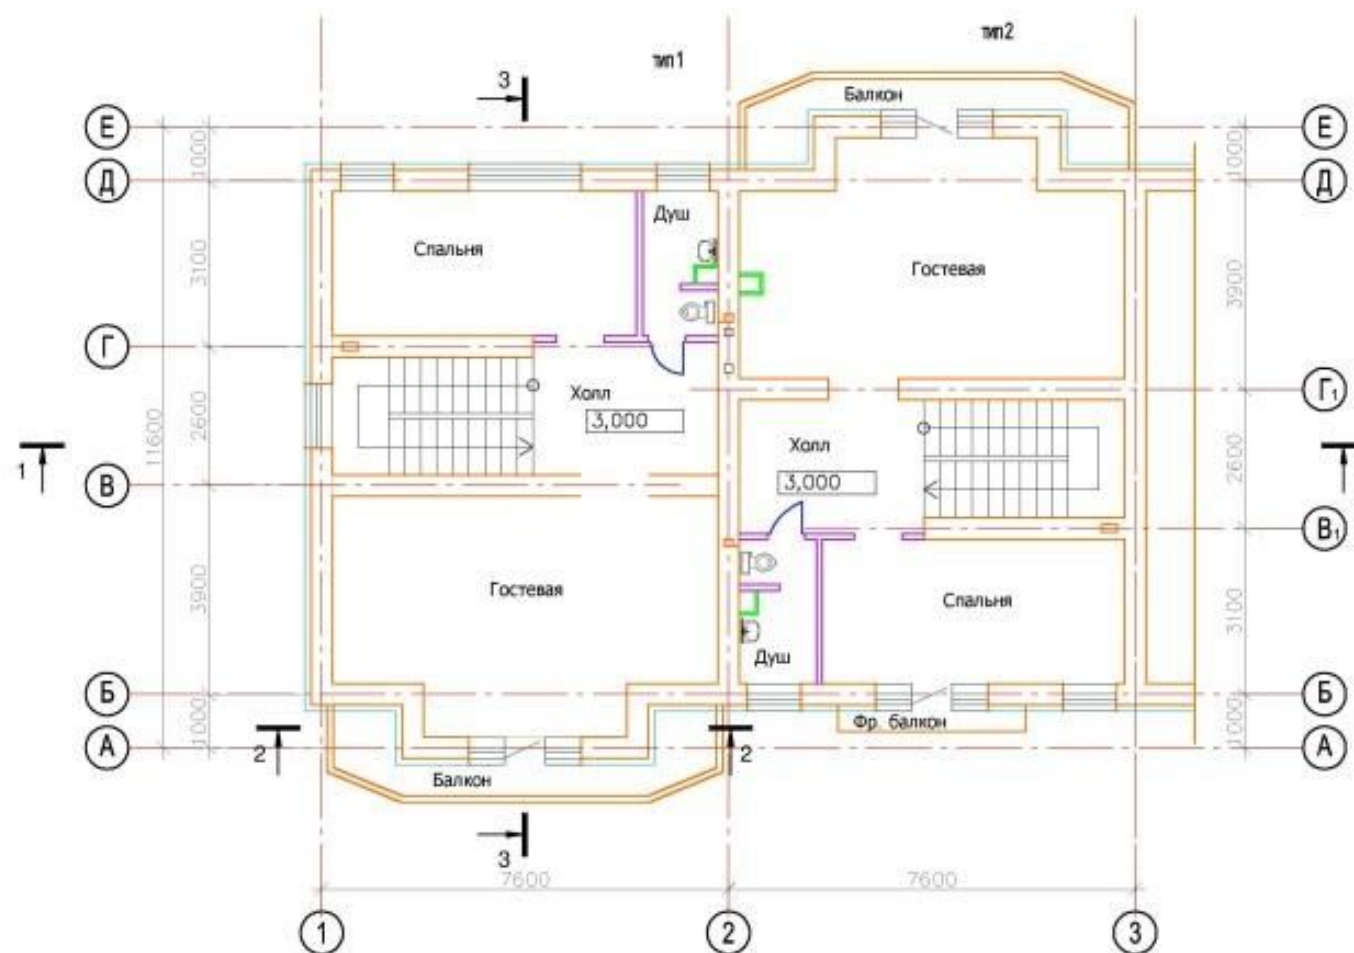 тип1
тип2
3
Балкон
Е
Е
1000
1000
Д
Д
Душ
Спальня
Гостевая
3100
3900
Г
Г₁
Холл
3,000
11600
2600
2600
Холл
3,000
1
1
В
В₁
Гостевая
Спальня
3900
3100
Душ
Б
Б
1000
1000
Фр. балкон
А
А
2
2
Балкон
3
7600
7600
1
2
3